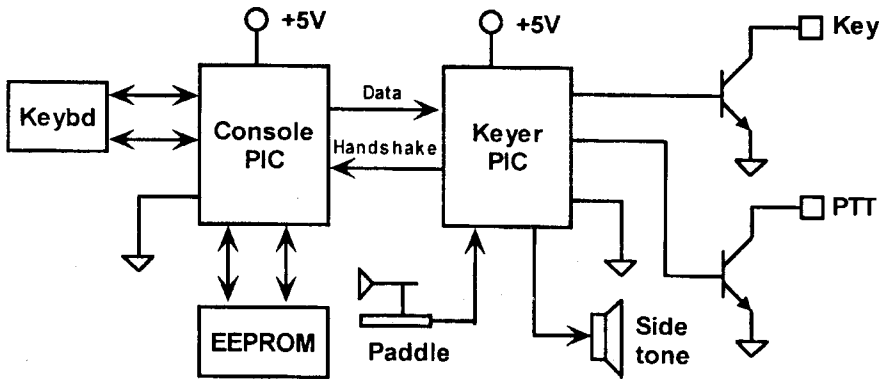 +5V
+5V
Key
Keybd
Console
PIC
Data
Handshake
Keyer
PIC
PTT
EEPROM
Paddle
Side
tone